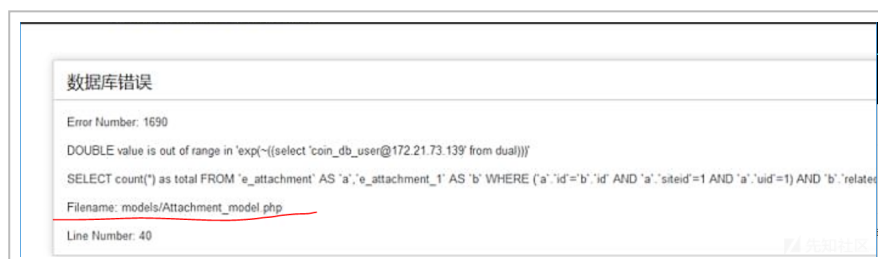 数据库错误
Error Number: 1690
DOUBLE value is out of range in 'exp(~((select 'coin_db_user@172.21.73.139' from dual)))'
SELECT count(*) as total FROM `e_attachment` AS `a`,`e_attachment_1` AS `b` WHERE (`a`.`id`=`b`.`id` AND `a`.`siteid`=1 AND `a`.`uid`=1) AND `b`.`related
Filename: models/Attachment_model.php
Line Number: 40
先知社区